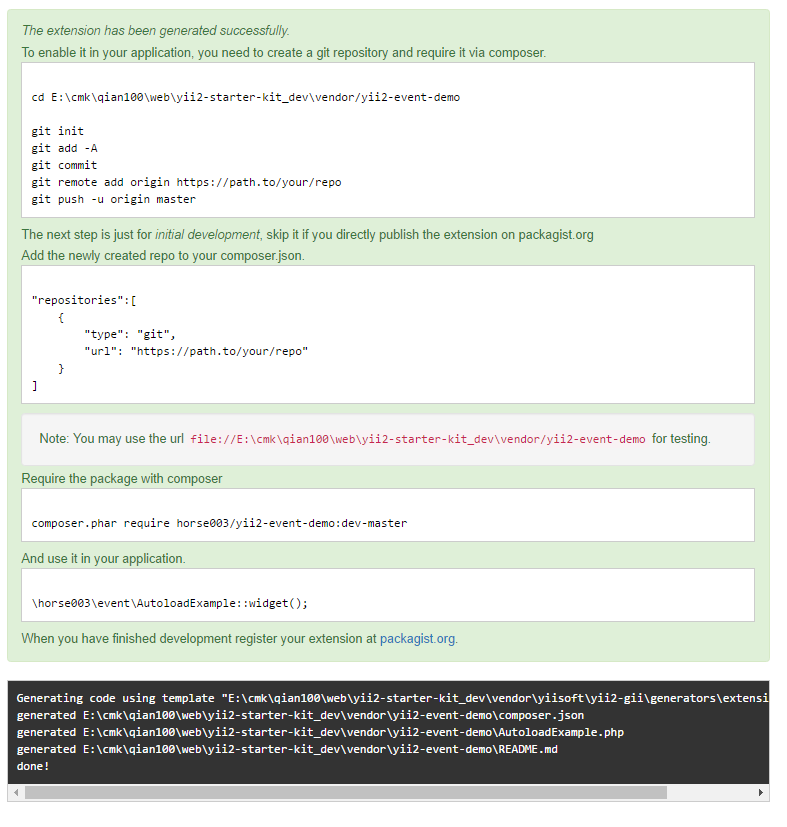 The extension has been generated successfully.
To enable it in your application, you need to create a git repository and require it via composer.
cd E:\cmk\qian100\web\yii2-starter-kit_dev\vendor/yii2-event-demo
git init
git add -A
git commit
git remote add origin https://path.to/your/repo
git push -u origin master
The next step is just for initial development, skip it if you directly publish the extension on packagist.org
Add the newly created repo to your composer.json.
"repositories":[
    {
        "type": "git",
        "url": "https://path.to/your/repo"
    }
]
Note: You may use the url file://E:\cmk\qian100\web\yii2-starter-kit_dev\vendor/yii2-event-demo for testing.
Require the package with composer
composer.phar require horse003/yii2-event-demo:dev-master
And use it in your application.
\horse003\event\AutoloadExample::widget();
When you have finished development register your extension at packagist.org.
Generating code using template "E:\cmk\qian100\web\yii2-starter-kit_dev\vendor\yiisoft\yii2-gii\generators\extensi
generated E:\cmk\qian100\web\yii2-starter-kit_dev\vendor\yii2-event-demo\composer.json
generated E:\cmk\qian100\web\yii2-starter-kit_dev\vendor\yii2-event-demo\AutoloadExample.php
generated E:\cmk\qian100\web\yii2-starter-kit_dev\vendor\yii2-event-demo\README.md
done!